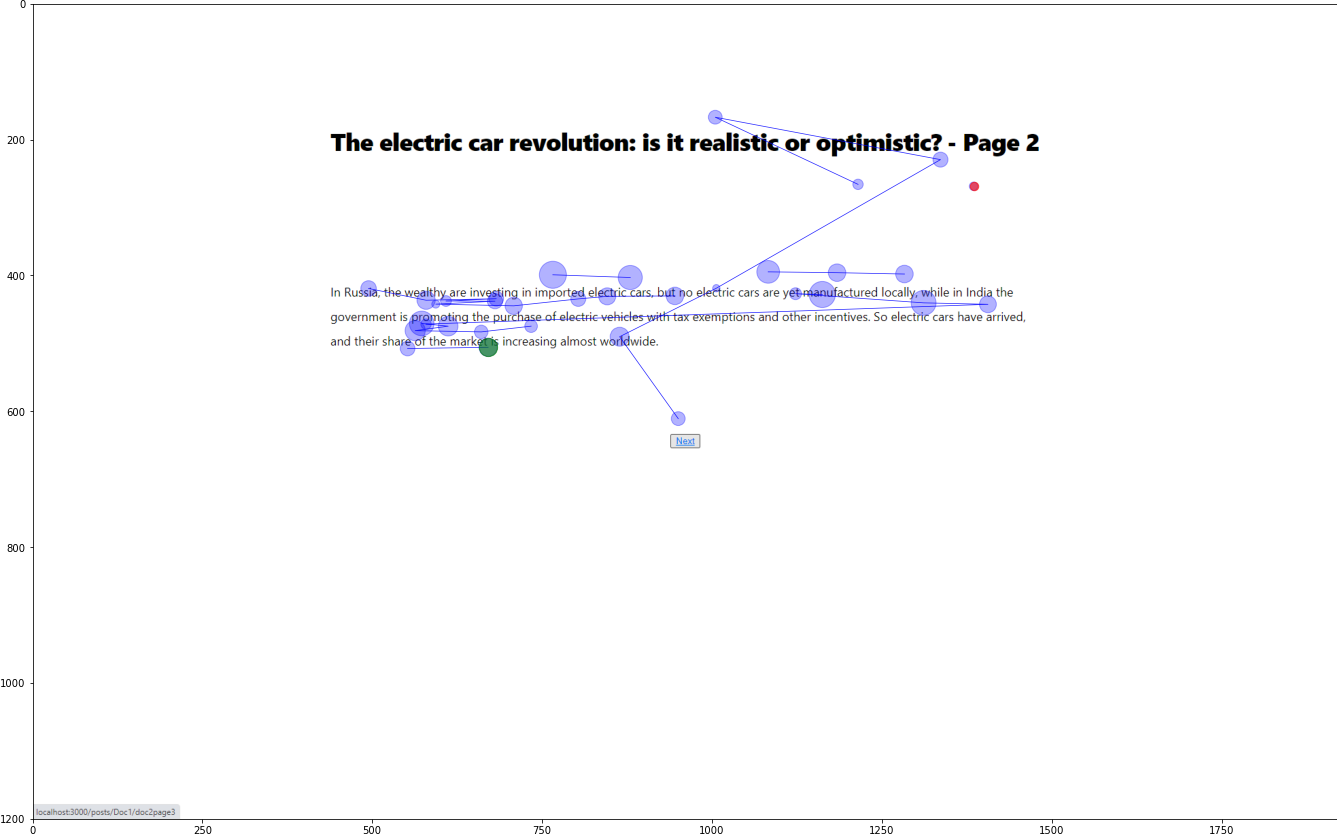 0
200
The electric car revolution: is it realistic or optimistic? - Page 2
400
In Russia, the wealthy are investing in imported electric cars, but no electric cars are yet manufactured locally, while in India the
government is promoting the purchase of electric vehicles with tax exemptions and other incentives. So electric cars have arrived,
and their share of the market is increasing almost worldwide.
600
Next
800
1000
localhost:3000/posts/Doc1/doc2page3
1200
0 250 500 750 1000 1250 1500 1750